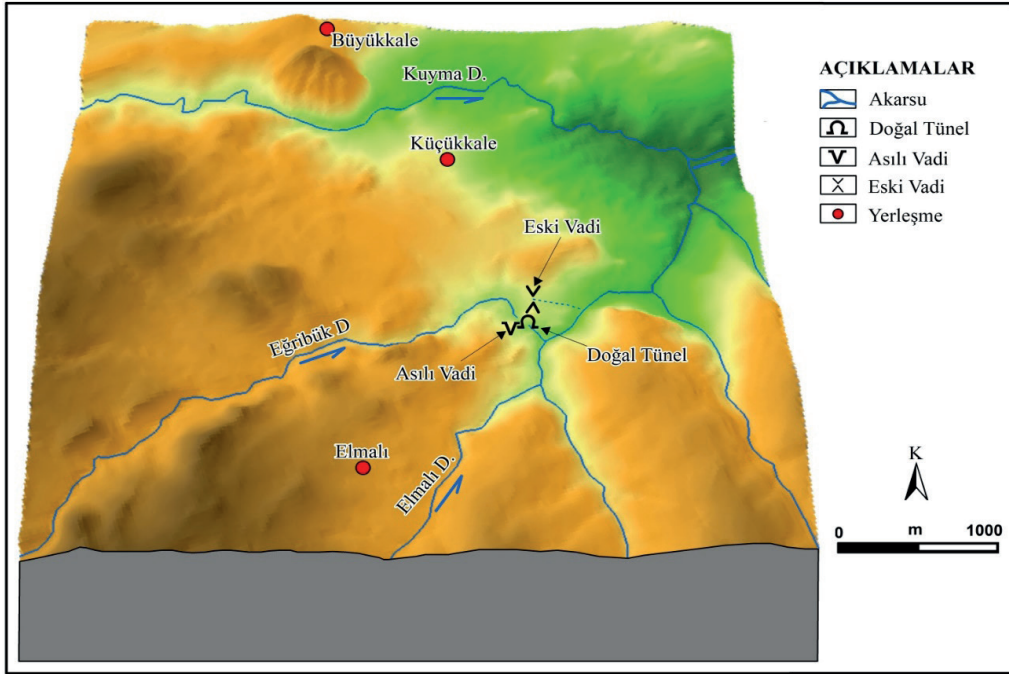 Büyükkale
Kuyma D.
Küçükkale
Eski Vadi
Eğribük D
Asılı Vadi
Doğal Tünel
Elmalı
Elmalı D.
AÇIKLAMALAR
Akarsu
Doğal Tünel
Asılı Vadi
Eski Vadi
Yerleşme
K
0 m 1000